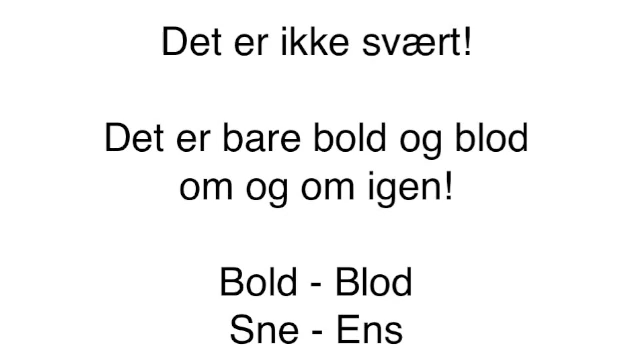 Det er ikke svært!
Det er bare bold og blod
om og om igen!
Bold - Blod
Sne - Ens